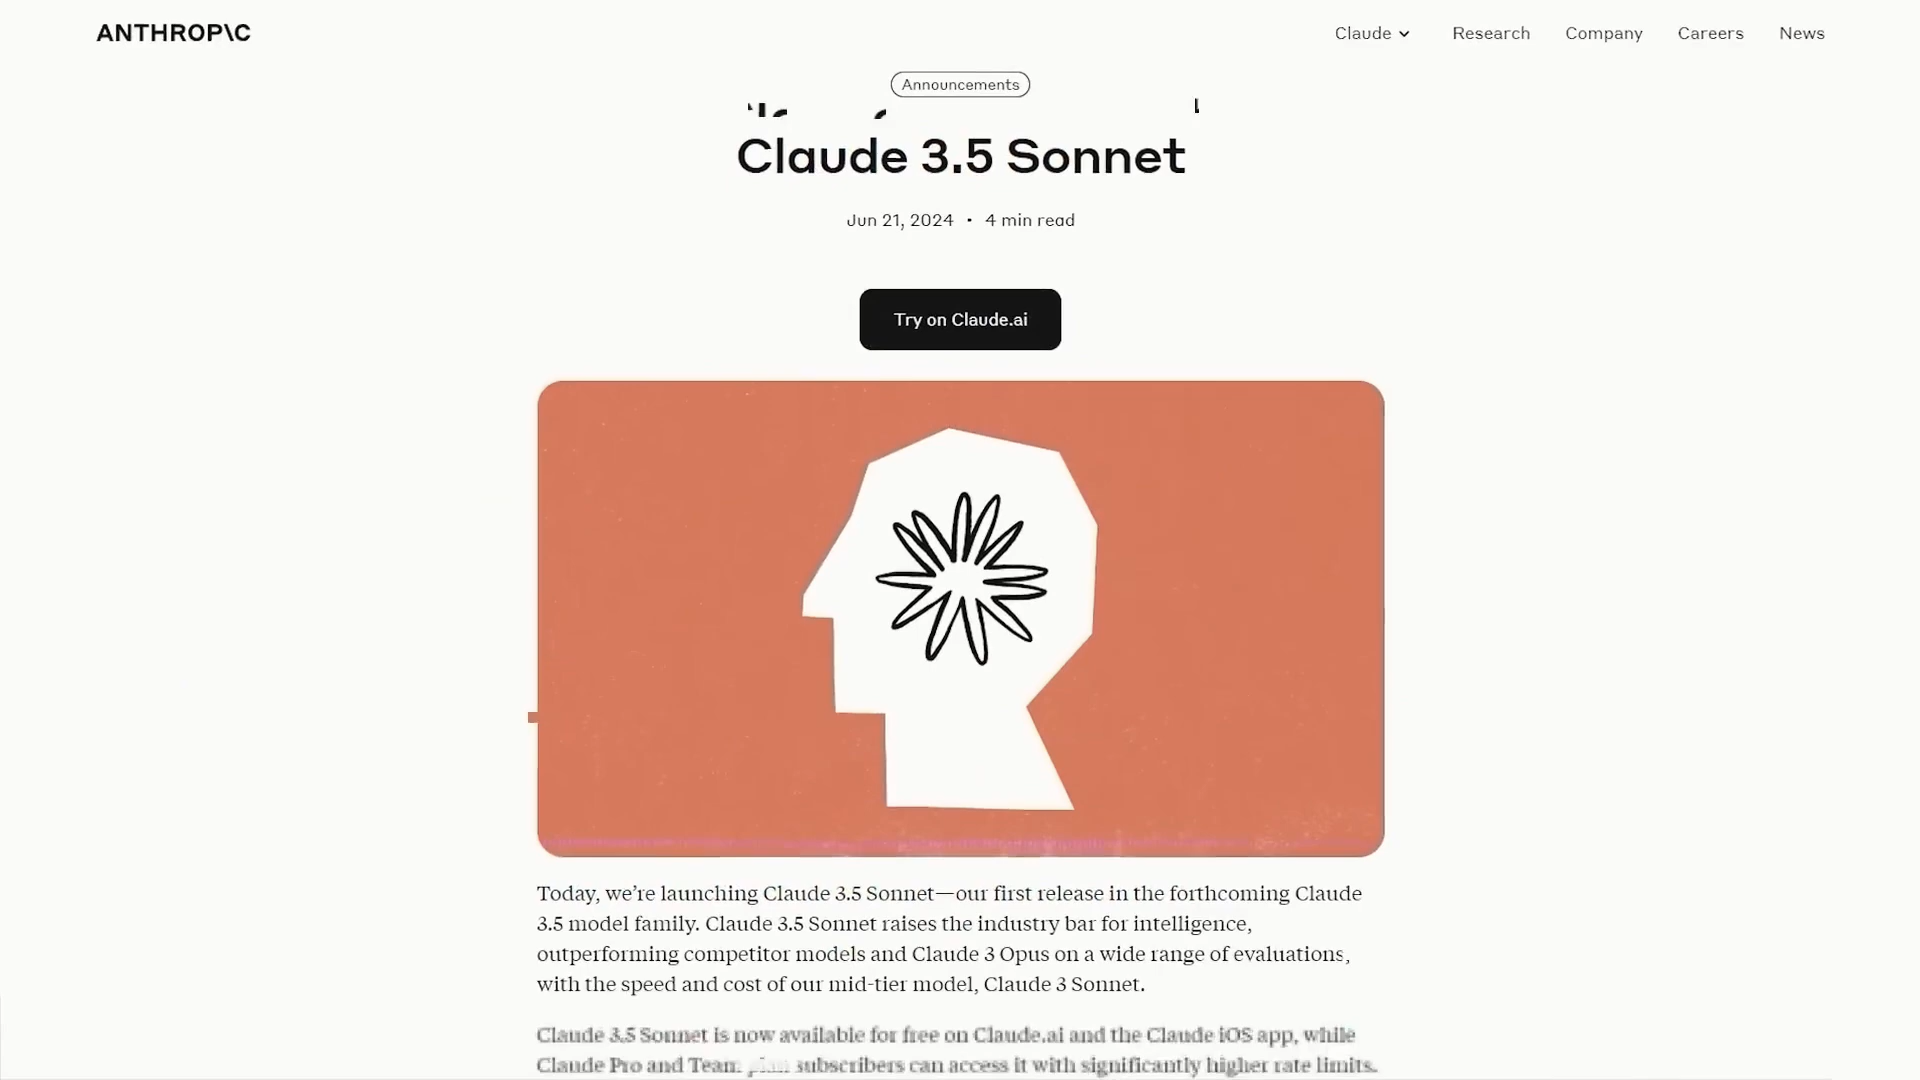 ANTHROP\C
Claude Research Company Careers News
Announcements
Claude 3.5 Sonnet
Jun 21, 2024 • 4 min read
Try on Claude.ai
Today, we’re launching Claude 3.5 Sonnet—our first release in the forthcoming Claude
3.5 model family. Claude 3.5 Sonnet raises the industry bar for intelligence,
outperforming competitor models and Claude 3 Opus on a wide range of evaluations,
with the speed and cost of our mid-tier model, Claude 3 Sonnet.
Claude 3.5 Sonnet is now available for free on Claude.ai and the Claude iOS app, while
Claude Pro and Team plan subscribers can access it with significantly higher rate limits.